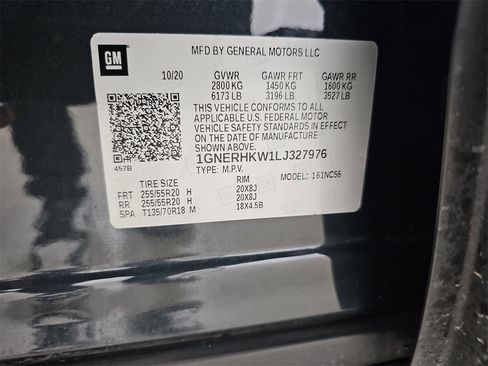 GM
MFD BY GENERAL MOTORS LLC
10/20 GVWR GAWR FRT GAWR RR
2800 KG 1450 KG 1600 KG
6173 LB 3196 LB 3527 LB
THIS VEHICLE CONFORMS TO ALL
APPLICABLE U.S. FEDERAL MOTOR
VEHICLE SAFETY STANDARDS IN EFFECT
ON THE DATE OF MANUFACTURE
SHOWN ABOVE.
1GNERHKW1LJ327976
457B TYPE: M.P.V. MODEL: 161NC56
TIRE SIZE RIM
FRT 255/55R20 H 20X8J
RR 255/55R20 H 20X8J
SPA T135/70R18 M 18X4.5B